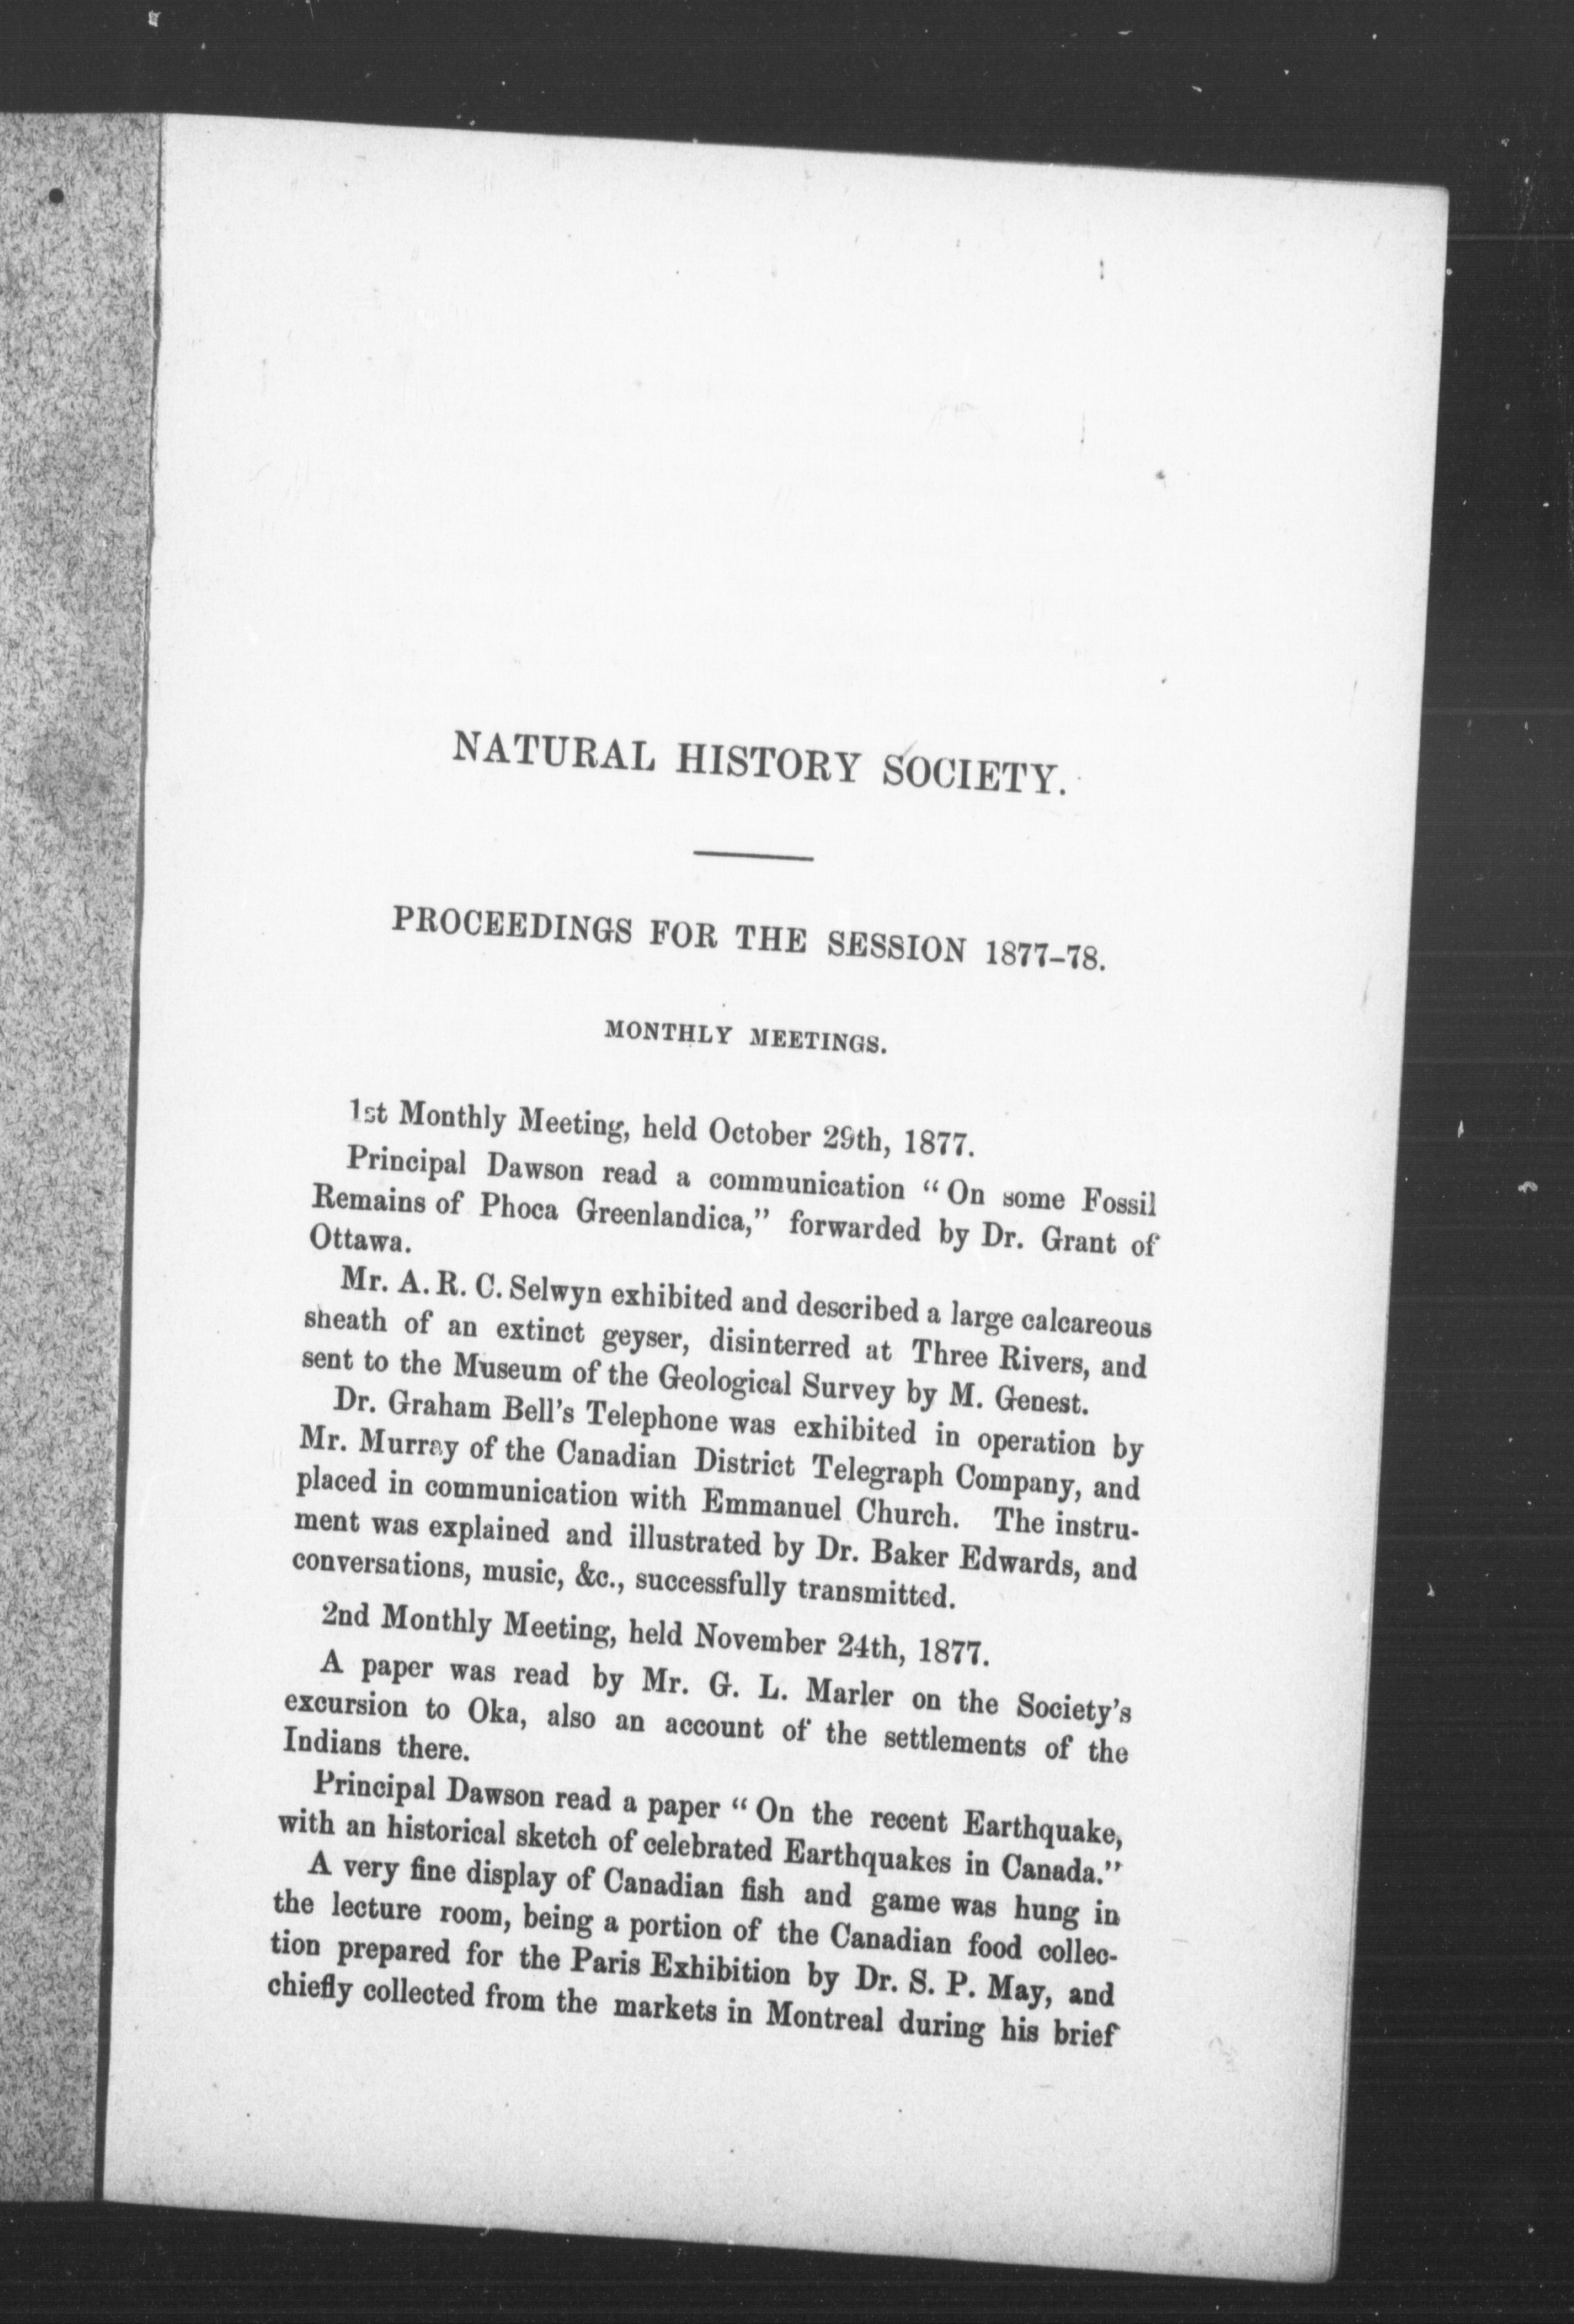 NATURAL HISTORY SOCIETY.
PROCEEDINGS FOR THE SESSION 1877–78.
MONTHLY MEETINGS.
1st Monthly Meeting, held October 29th, 1877.
Principal Dawson read a communication “On some Fossil
Remains of Phoca Greenlandica,” forwarded by Dr. Grant of
Ottawa.
Mr. A. R. C. Selwyn exhibited and described a large calcareous
sheath of an extinct geyser, disinterred at Three Rivers, and
sent to the Museum of the Geological Survey by M. Genest.
Dr. Graham Bell’s Telephone was exhibited in operation by
Mr. Murray of the Canadian District Telegraph Company, and
placed in communication with Emmanuel Church. The instru-
ment was explained and illustrated by Dr. Baker Edwards, and
conversations, music, &c., successfully transmitted.
2nd Monthly Meeting, held November 24th, 1877.
A paper was read by Mr. G. L. Marler on the Society’s
excursion to Oka, also an account of the settlements of the
Indians there.
Principal Dawson read a paper “On the recent Earthquake,
with an historical sketch of celebrated Earthquakes in Canada.”
A very fine display of Canadian fish and game was hung in
the lecture room, being a portion of the Canadian food collec-
tion prepared for the Paris Exhibition by Dr. S. P. May, and
chiefly collected from the markets in Montreal during his brief